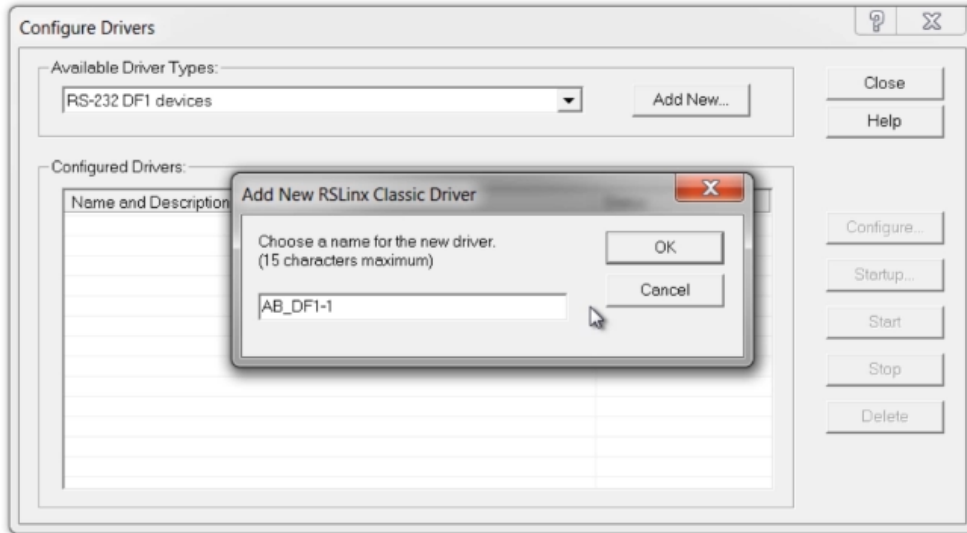 Configure Drivers
Available Driver Types:
RS-232 DF1 devices
Add New...
Close
Help
Configured Drivers:
Name and Description
Add New RSLinx Classic Driver
Choose a name for the new driver.
(15 characters maximum)
OK
Cancel
AB_DF1-1
Configure...
Startup...
Start
Stop
Delete